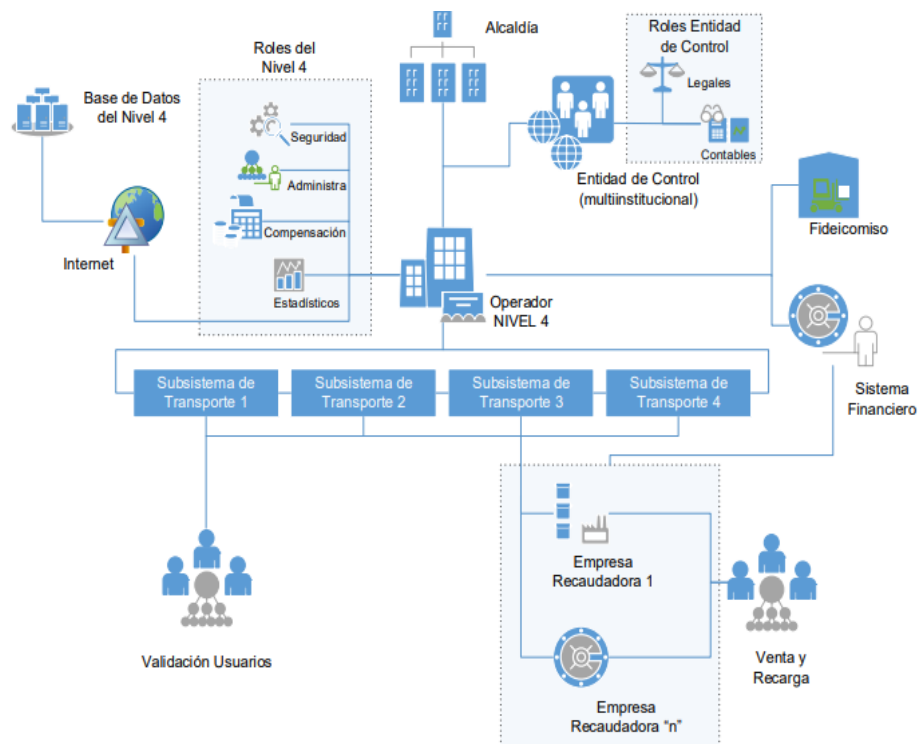 Alcaldía
Roles Entidad
de Control
Legales
Contables
Roles del
Nivel 4
Seguridad
Administra
Compensación
Estadísticos
Base de Datos
del Nivel 4
Internet
Entidad de Control
(multiinstitucional)
Fideicomiso
Operador
NIVEL 4
Sistema
Financiero
Subsistema de
Transporte 1
Subsistema de
Transporte 2
Subsistema de
Transporte 3
Subsistema de
Transporte 4
Empresa
Recaudadora 1
Validación Usuarios
Venta y
Recarga
Empresa
Recaudadora “n”